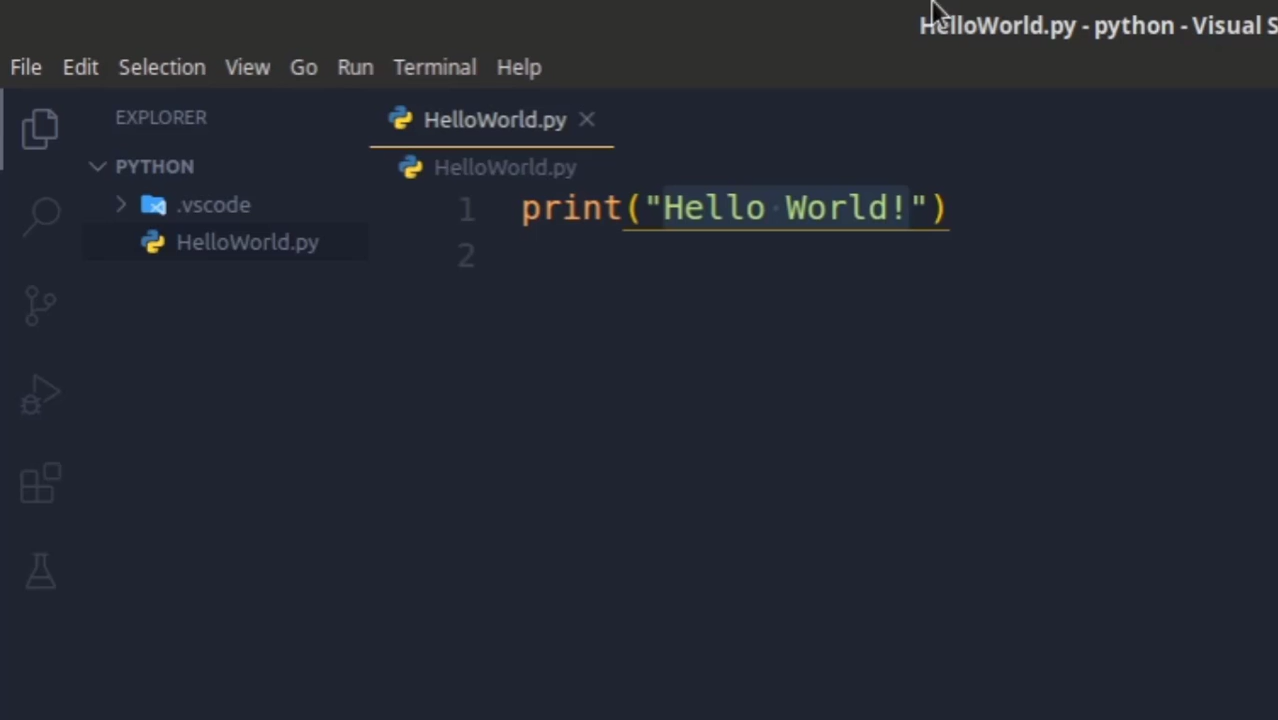 HelloWorld.py - python - Visual S
File Edit Selection View Go Run Terminal Help
EXPLORER
HelloWorld.py
PYTHON
HelloWorld.py
.vscode
HelloWorld.py
1 print("Hello World!")
2